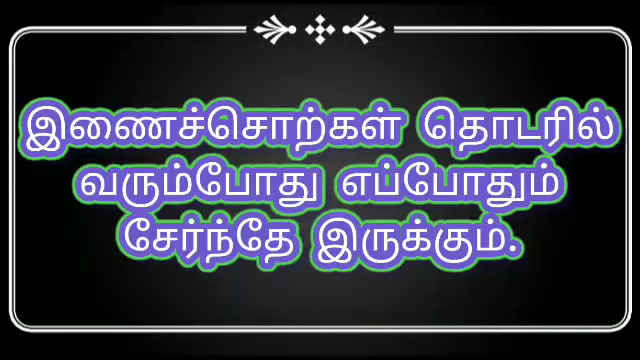 இணைச்சொற்கள் தொடரில்
வரும்போது எப்போதும்
சேர்ந்தே இருக்கும்.